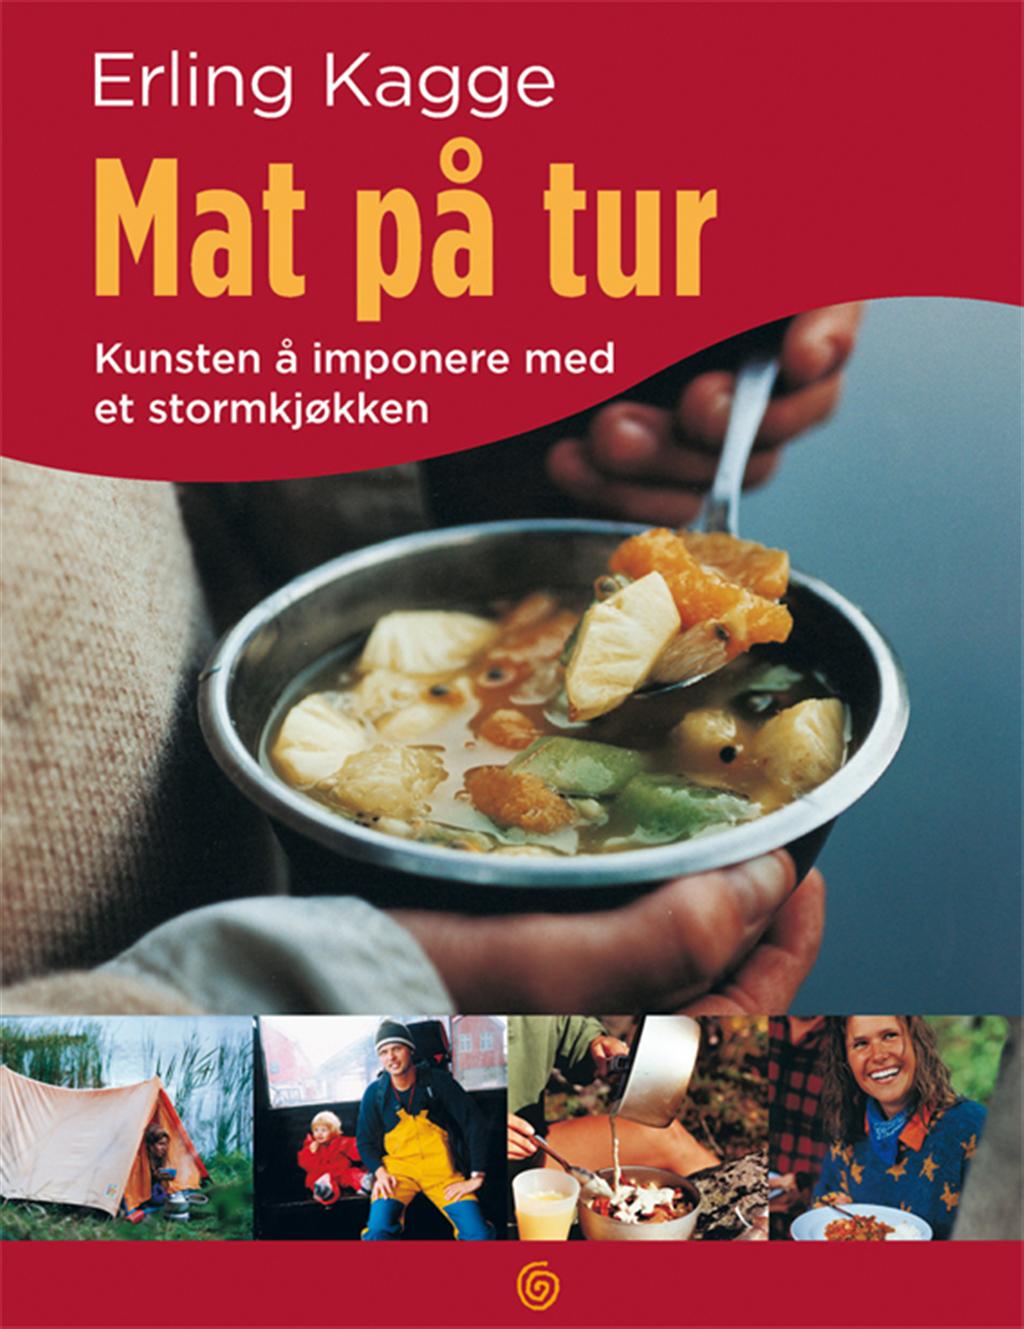 Erling Kagge
Mat på tur
Kunsten å imponere med
et stormkjøkken